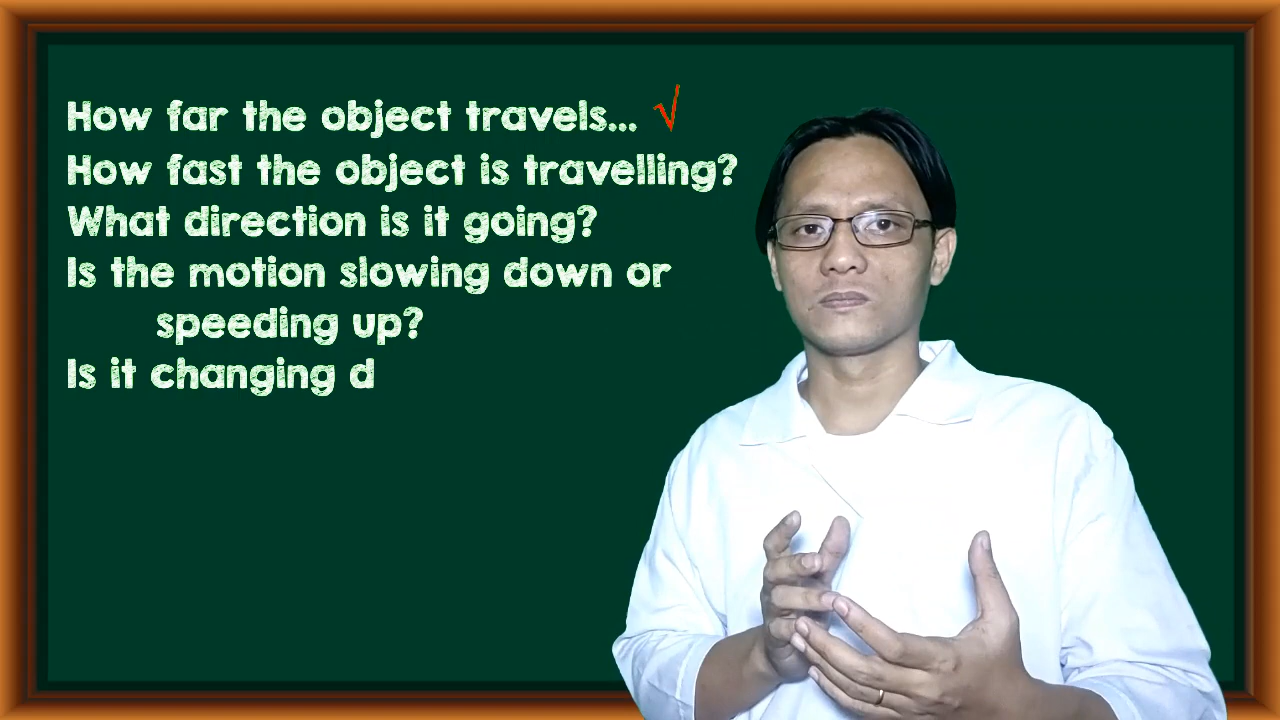 How far the object travels... √
How fast the object is travelling?
What direction is it going?
Is the motion slowing down or
speeding up?
Is it changing d